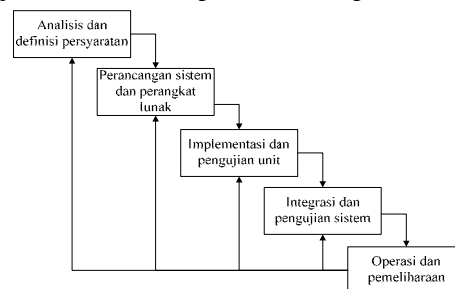 Analisis dan
definisi persyaratan
Perancangan sistem
dan perangkat
lunak
Implementasi dan
pengujian unit
Integrasi dan
pengujian sistem
Operasi dan
pemeliharaan